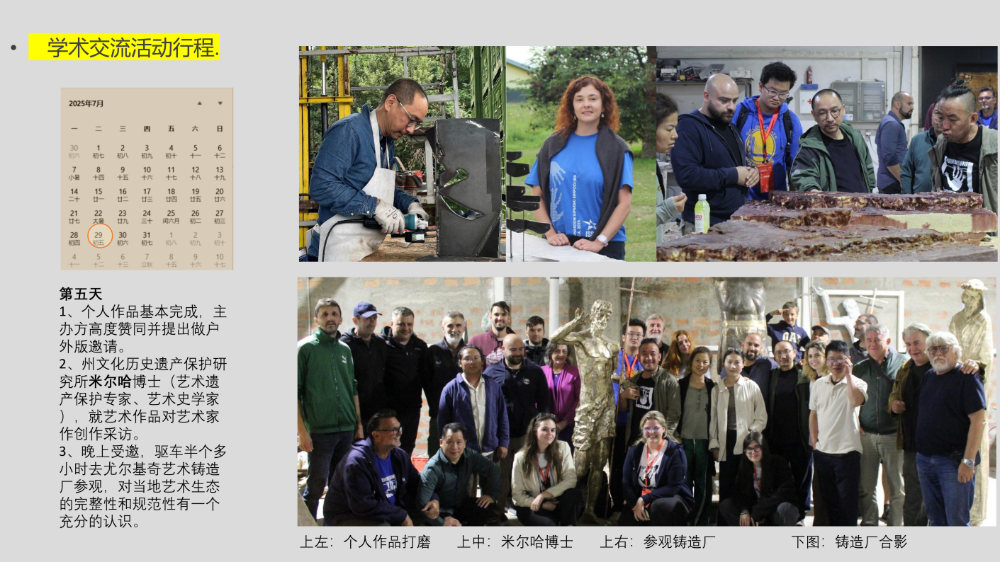 • 学术交流活动行程.
2025年7月
一 二 三 四 五 六 日
30 1 2 3 4 5 6
初六 初七 初八 初九 初十 十一 十二
7 8 9 10 11 12 13
小暑 十四 十五 十六 十七 十八 十九
14 15 16 17 18 19 20
二十 廿一 廿二 廿三 廿四 廿五 廿六
21 22 23 24 25 26 27
廿七 大暑 廿九 三十 闰六月 初二 初三
28 29 30 31 1 2 3
初四 初五 初六 初七 初八 初九 初十
4 5 6 7 8 9 10
十一 十二 十三 立秋 十五 十六 十七
第五天
1、个人作品基本完成，主
办方高度赞同并提出做户
外版邀请。
2、州文化历史遗产保护研
究所米尔哈博士（艺术遗
产保护专家、艺术史学家
），就艺术作品对艺术家
作创作采访。
3、晚上受邀，驱车半个多
小时去尤尔基奇艺术铸造
厂参观，对当地艺术生态
的完整性和规范性有一个
充分的认识。
GAP
上左：个人作品打磨 上中：米尔哈博士 上右：参观铸造厂 下图：铸造厂合影